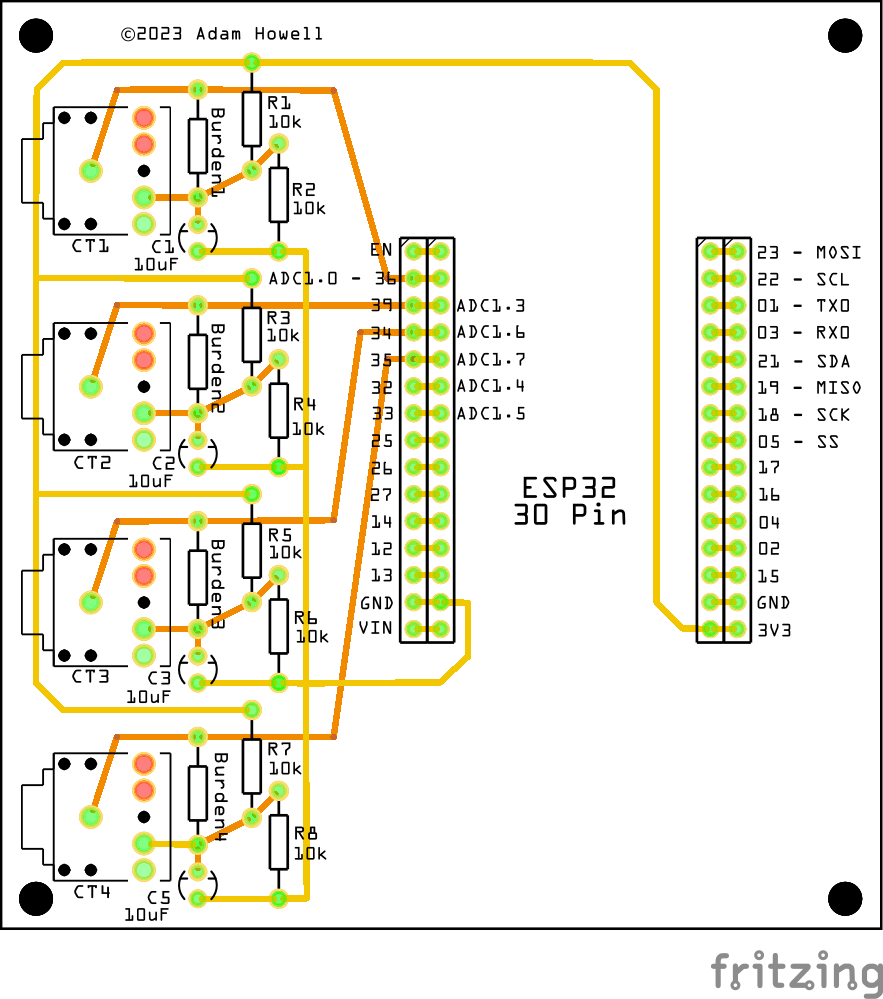 ©2023 Adam Howell
R1
10k
Burden1
R2
10k
CT1
C1
10uF
EN
23 - MOSI
ADC1.0 - 36
22 - SCL
39
ADC1.3
01 - TX0
R3
10k
Burden2
34
ADC1.6
03 - RX0
35
ADC1.7
21 - SDA
32
ADC1.4
19 - MISO
R4
10k
33
ADC1.5
18 - SCK
25
05 - SS
CT2
C2
10uF
26
17
27
ESP32
30 Pin
16
14
04
R5
10k
Burden3
12
02
13
15
R6
10k
GND
GND
VIN
3V3
CT3
C3
10uF
R7
10k
Burden4
R8
10k
CT4
C5
10uF
fritzing